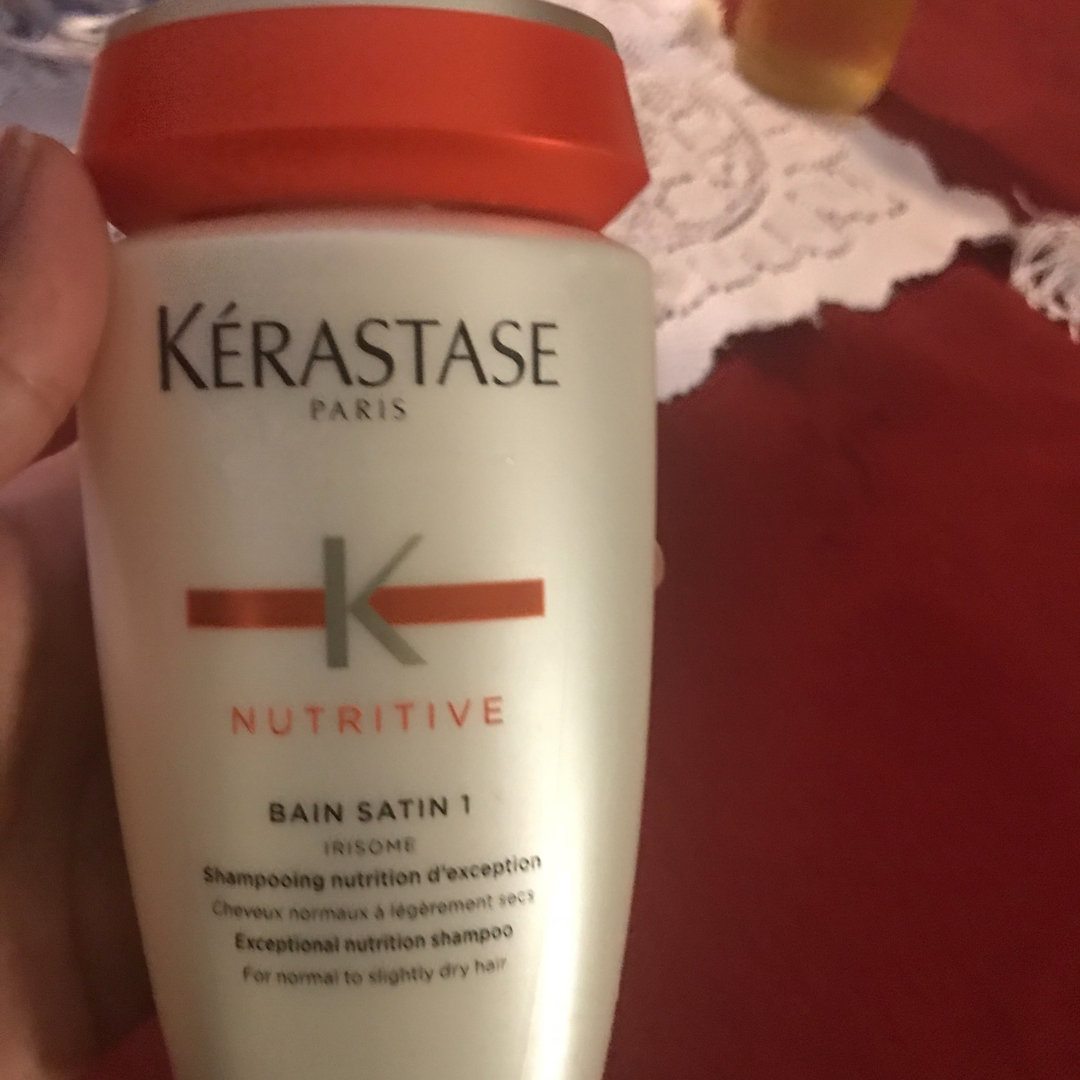 KÉRASTASE
PARIS
K
NUTRITIVE
BAIN SATIN 1
IRISOME
Shampooing nutrition d'exception
Cheveux normaux à légèrement secs
Exceptional nutrition shampoo
For normal to slightly dry hair